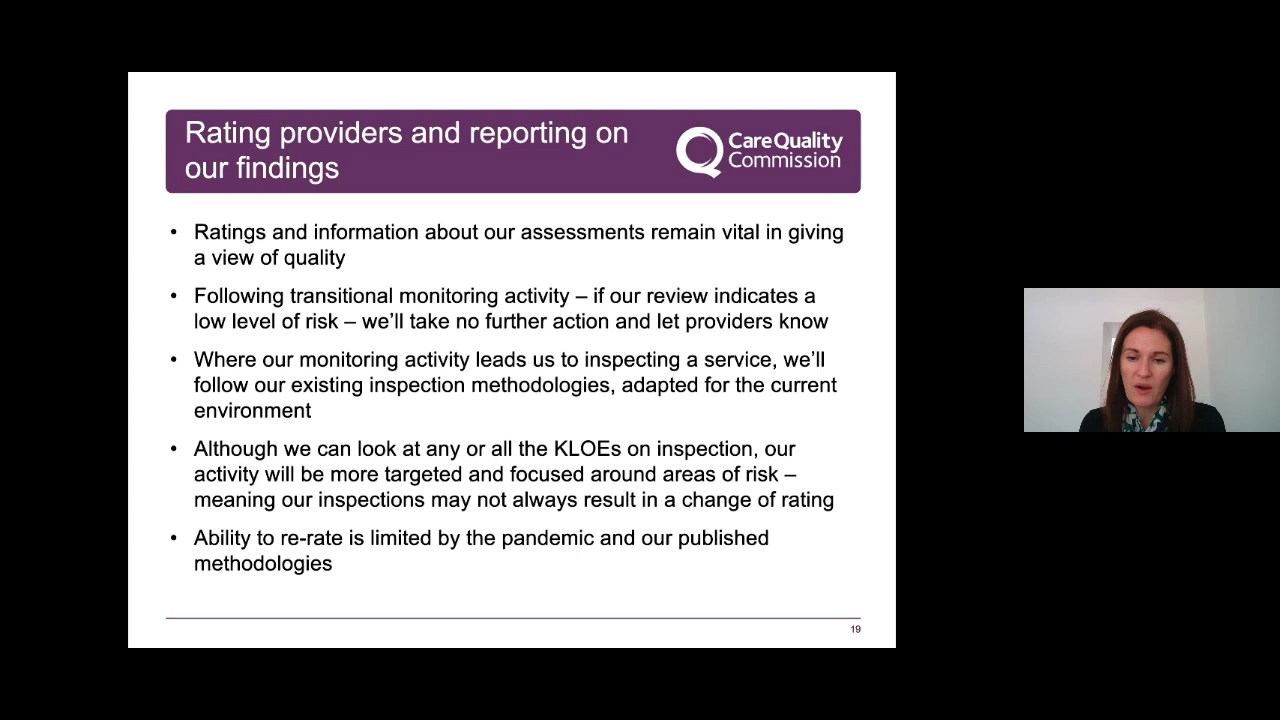 Rating providers and reporting on
our findings
CareQuality
Commission
• Ratings and information about our assessments remain vital in giving
a view of quality
• Following transitional monitoring activity – if our review indicates a
low level of risk – we’ll take no further action and let providers know
• Where our monitoring activity leads us to inspecting a service, we’ll
follow our existing inspection methodologies, adapted for the current
environment
• Although we can look at any or all the KLOEs on inspection, our
activity will be more targeted and focused around areas of risk –
meaning our inspections may not always result in a change of rating
• Ability to re-rate is limited by the pandemic and our published
methodologies
19